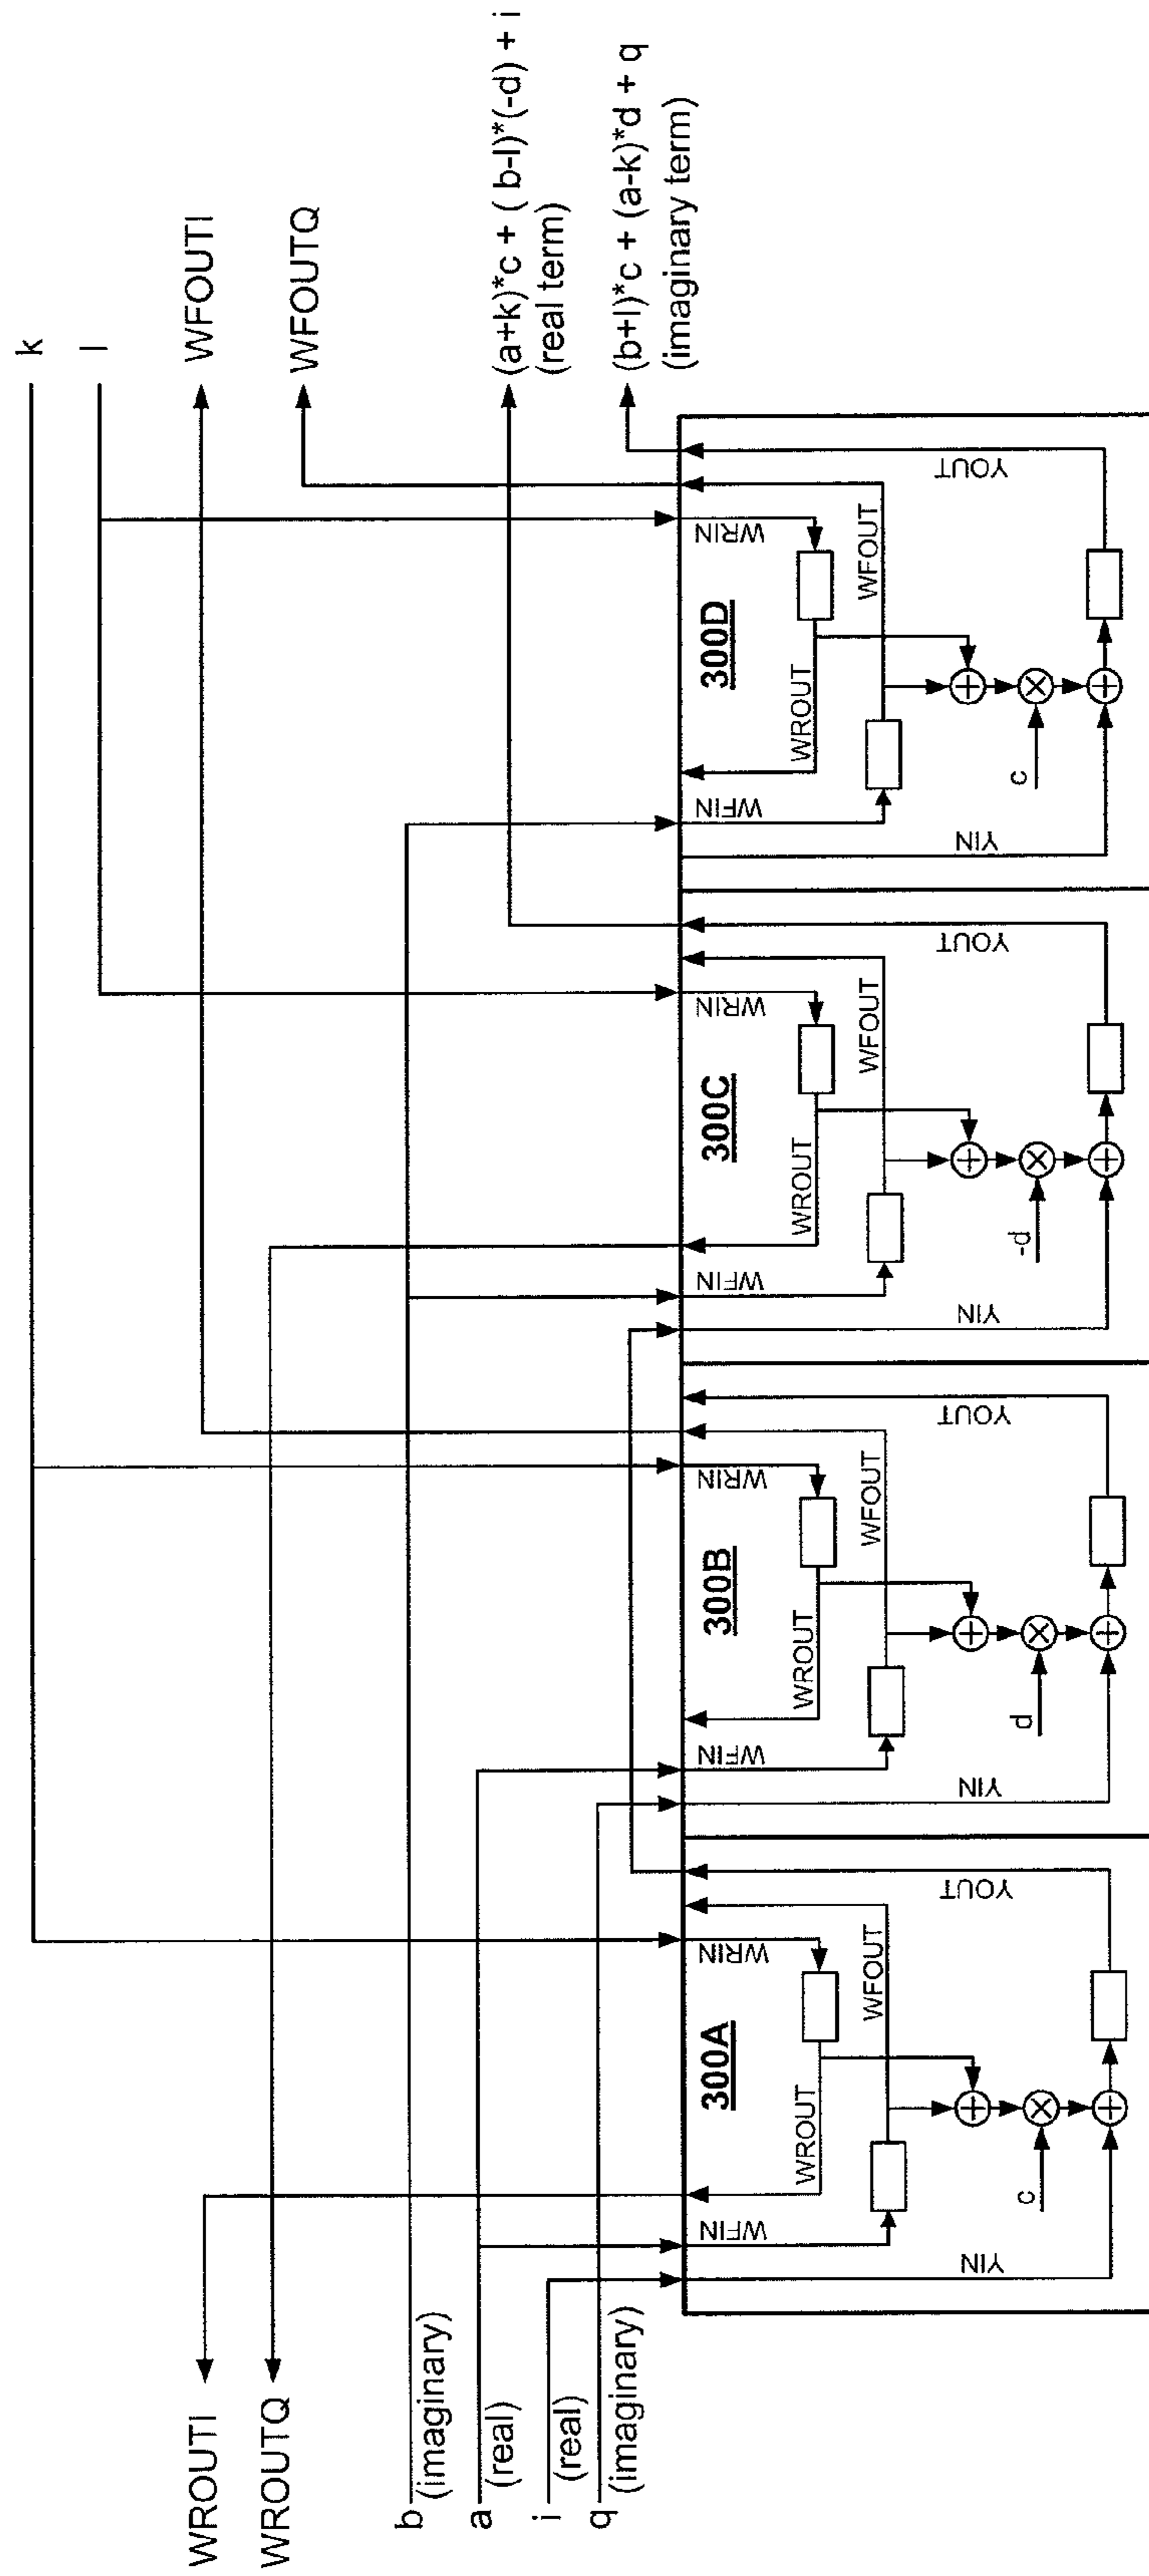 k
l
WFOUTI
WFOUTQ
(a+k)*c + ( b-l)*(-d) + i
(real term)
(b+l)*c + (a-k)*d + q
(imaginary term)
WROUTI
WROUTQ
b
(imaginary)
a
(real)
i
(real)
q
(imaginary)
300A
WRIN
WROUT
WFIN
WFOUT
YIN
YOUT
c
300B
WRIN
WROUT
WFIN
WFOUT
YIN
YOUT
d
300C
WRIN
WROUT
WFIN
WFOUT
YIN
YOUT
-d
300D
WRIN
WROUT
WFIN
WFOUT
YIN
YOUT
c